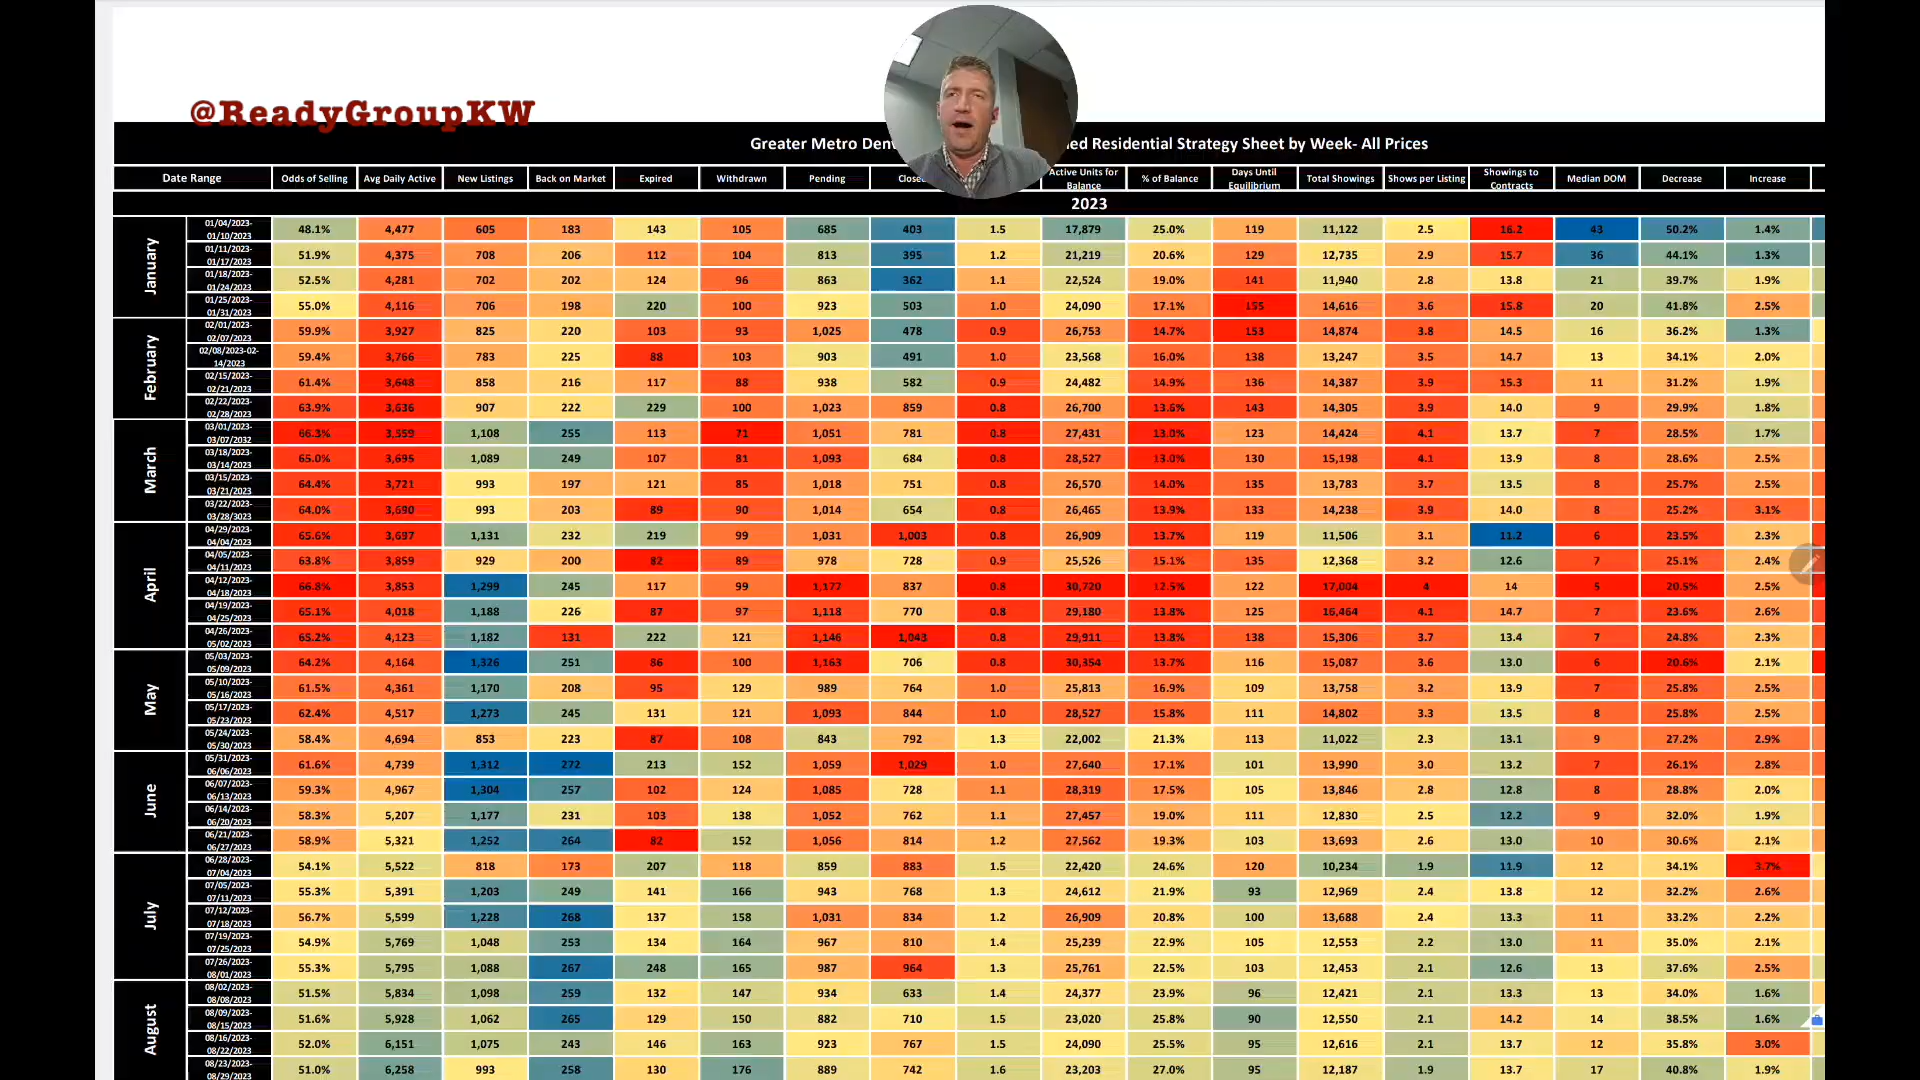 @ReadyGroupKW
Greater Metro Den ed Residential Strategy Sheet by Week- All Prices
Date Range Odds of Selling Avg Daily Active New Listings Back on Market Expired Withdrawn Pending Close Active Units for Balance % of Balance Days Until Equilibrium Total Showings Shows per Listing Showings to Contracts Median DOM Decrease Increase
2023
January
01/04/2023-01/10/2023 48.1% 4,477 605 183 143 105 685 403 1.5 17,879 25.0% 119 11,122 2.5 16.2 43 50.2% 1.4%
01/11/2023-01/17/2023 51.9% 4,375 708 206 112 104 813 395 1.2 21,219 20.6% 129 12,735 2.9 15.7 36 44.1% 1.3%
01/18/2023-01/24/2023 52.5% 4,281 702 202 124 96 863 362 1.1 22,524 19.0% 141 11,940 2.8 13.8 21 39.7% 1.9%
01/25/2023-01/31/2023 55.0% 4,116 706 198 220 100 923 503 1.0 24,090 17.1% 155 14,616 3.6 15.8 20 41.8% 2.5%
February
02/01/2023-02/07/2023 59.9% 3,927 825 220 103 93 1,025 478 0.9 26,753 14.7% 153 14,874 3.8 14.5 16 36.2% 1.3%
02/08/2023-02-14/2023 59.4% 3,766 783 225 88 103 903 491 1.0 23,568 16.0% 138 13,247 3.5 14.7 13 34.1% 2.0%
02/15/2023-02/21/2023 61.4% 3,648 858 216 117 88 938 582 0.9 24,482 14.9% 136 14,387 3.9 15.3 11 31.2% 1.9%
02/22/2023-02/28/2023 63.9% 3,636 907 222 229 100 1,023 859 0.8 26,700 13.6% 143 14,305 3.9 14.0 9 29.9% 1.8%
March
03/01/2023-03/07/2032 66.3% 3,559 1,108 255 113 71 1,051 781 0.8 27,431 13.0% 123 14,424 4.1 13.7 7 28.5% 1.7%
03/18/2023-03/14/2023 65.0% 3,695 1,089 249 107 81 1,093 684 0.8 28,527 13.0% 130 15,198 4.1 13.9 8 28.6% 2.5%
03/15/2023-03/21/2023 64.4% 3,721 993 197 121 85 1,018 751 0.8 26,570 14.0% 135 13,783 3.7 13.5 8 25.7% 2.5%
03/22/2023-03/28/3023 64.0% 3,690 993 203 89 90 1,014 654 0.8 26,465 13.9% 133 14,238 3.9 14.0 8 25.2% 3.1%
April
04/29/2023-04/04/2023 65.6% 3,697 1,131 232 219 99 1,031 1,003 0.8 26,909 13.7% 119 11,506 3.1 11.2 6 23.5% 2.3%
04/05/2023-04/11/2023 63.8% 3,859 929 200 82 89 978 728 0.9 25,526 15.1% 135 12,368 3.2 12.6 7 25.1% 2.4%
04/12/2023-04/18/2023 66.8% 3,853 1,299 245 117 99 1,177 837 0.8 30,720 12.5% 122 17,004 4 14 5 20.5% 2.5%
04/19/2023-04/25/2023 65.1% 4,018 1,188 226 87 97 1,118 770 0.8 29,180 13.8% 125 16,464 4.1 14.7 7 23.6% 2.6%
04/26/2023-05/02/2023 65.2% 4,123 1,182 131 222 121 1,146 1,048 0.8 29,911 13.8% 138 15,306 3.7 13.4 7 24.8% 2.3%
May
05/03/2023-05/09/2023 64.2% 4,164 1,326 251 86 100 1,163 706 0.8 30,354 13.7% 116 15,087 3.6 13.0 6 20.6% 2.1%
05/10/2023-05/16/2023 61.5% 4,361 1,170 208 95 129 989 764 1.0 25,813 16.9% 109 13,758 3.2 13.9 7 25.8% 2.5%
05/17/2023-05/23/2023 62.4% 4,517 1,273 245 131 121 1,093 844 1.0 28,527 15.8% 111 14,802 3.3 13.5 8 25.8% 2.5%
05/24/2023-05/30/2023 58.4% 4,694 853 223 87 108 843 792 1.3 22,002 21.3% 113 11,022 2.3 13.1 9 27.2% 2.9%
June
05/31/2023-06/06/2023 61.6% 4,739 1,312 272 213 152 1,059 1,029 1.0 27,640 17.1% 101 13,990 3.0 13.2 7 26.1% 2.8%
06/07/2023-06/13/2023 59.3% 4,967 1,304 257 102 124 1,085 728 1.1 28,319 17.5% 105 13,846 2.8 12.8 8 28.8% 2.0%
06/14/2023-06/20/2023 58.3% 5,207 1,177 231 103 138 1,052 762 1.1 27,457 19.0% 111 12,830 2.5 12.2 9 32.0% 1.9%
06/21/2023-06/27/2023 58.9% 5,321 1,252 264 82 152 1,056 814 1.2 27,562 19.3% 103 13,693 2.6 13.0 10 30.6% 2.1%
July
06/28/2023-07/04/2023 54.1% 5,522 818 173 207 118 859 883 1.5 22,420 24.6% 120 10,234 1.9 11.9 12 34.1% 3.7%
07/05/2023-07/11/2023 55.3% 5,391 1,203 249 141 166 943 768 1.3 24,612 21.9% 93 12,969 2.4 13.8 12 32.2% 2.6%
07/12/2023-07/18/2023 56.7% 5,599 1,228 268 137 158 1,031 834 1.2 26,909 20.8% 100 13,688 2.4 13.3 11 33.2% 2.2%
07/19/2023-07/25/2023 54.9% 5,769 1,048 253 134 164 967 810 1.4 25,239 22.9% 105 12,553 2.2 13.0 11 35.0% 2.1%
07/26/2023-08/01/2023 55.3% 5,795 1,088 267 248 165 987 964 1.3 25,761 22.5% 103 12,453 2.1 12.6 13 37.6% 2.5%
August
08/02/2023-08/08/2023 51.5% 5,834 1,098 259 132 147 934 633 1.4 24,377 23.9% 96 12,421 2.1 13.3 13 34.0% 1.6%
08/09/2023-08/15/2023 51.6% 5,928 1,062 265 129 150 882 710 1.5 23,020 25.8% 90 12,550 2.1 14.2 14 38.5% 1.6%
08/16/2023-08/22/2023 52.0% 6,151 1,075 243 146 163 923 767 1.5 24,090 25.5% 95 12,616 2.1 13.7 12 35.8% 3.0%
08/23/2023-08/29/2023 51.0% 6,258 993 258 130 176 889 742 1.6 23,203 27.0% 95 12,187 1.9 13.7 17 40.8% 1.9%